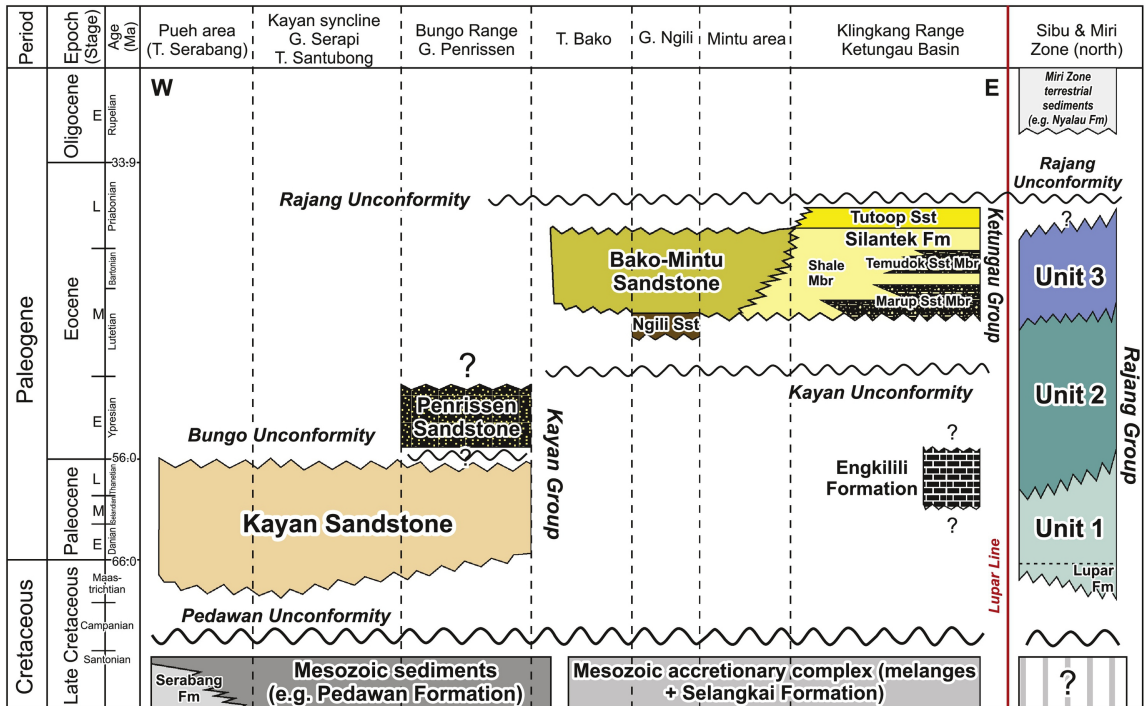 Period
Epoch (Stage)
Age (Ma)
Pueh area
(T. Serabang)
Kayan syncline
G. Serapi
T. Santubong
Bungo Range
G. Penrissen
T. Bako
G. Ngili
Mintu area
Klingkang Range
Ketungau Basin
Sibu & Miri
Zone (north)
W
E
Paleogene
Cretaceous
Oligocene
Eocene
Paleocene
Late Cretaceous
E
L
M
E
L
M
E
Rupelian
33.9
Priabonian
Bartonian
Lutetian
Ypresian
56.0
Thanetian
Selandian
Danian
66.0
Maas-
trichtian
Campanian
Santonian
Miri Zone
terrestrial
sediments
(e.g. Nyalau Fm)
Rajang Unconformity
Rajang
Unconformity
Tutoop Sst
Silantek Fm
Shale
Mbr
Temudok Sst Mbr
Marup Sst Mbr
Ketungau Group
Bako-Mintu
Sandstone
Ngili Sst
?
Unit 3
Unit 2
Unit 1
Lupar
Fm
Rajang Group
?
Penrissen
Sandstone
?
Kayan Unconformity
Bungo Unconformity
Kayan Group
Kayan Sandstone
?
Engkilili
Formation
?
Lupar Line
Pedawan Unconformity
Serabang
Fm
Mesozoic sediments
(e.g. Pedawan Formation)
Mesozoic accretionary complex (melanges
+ Selangkai Formation)
?